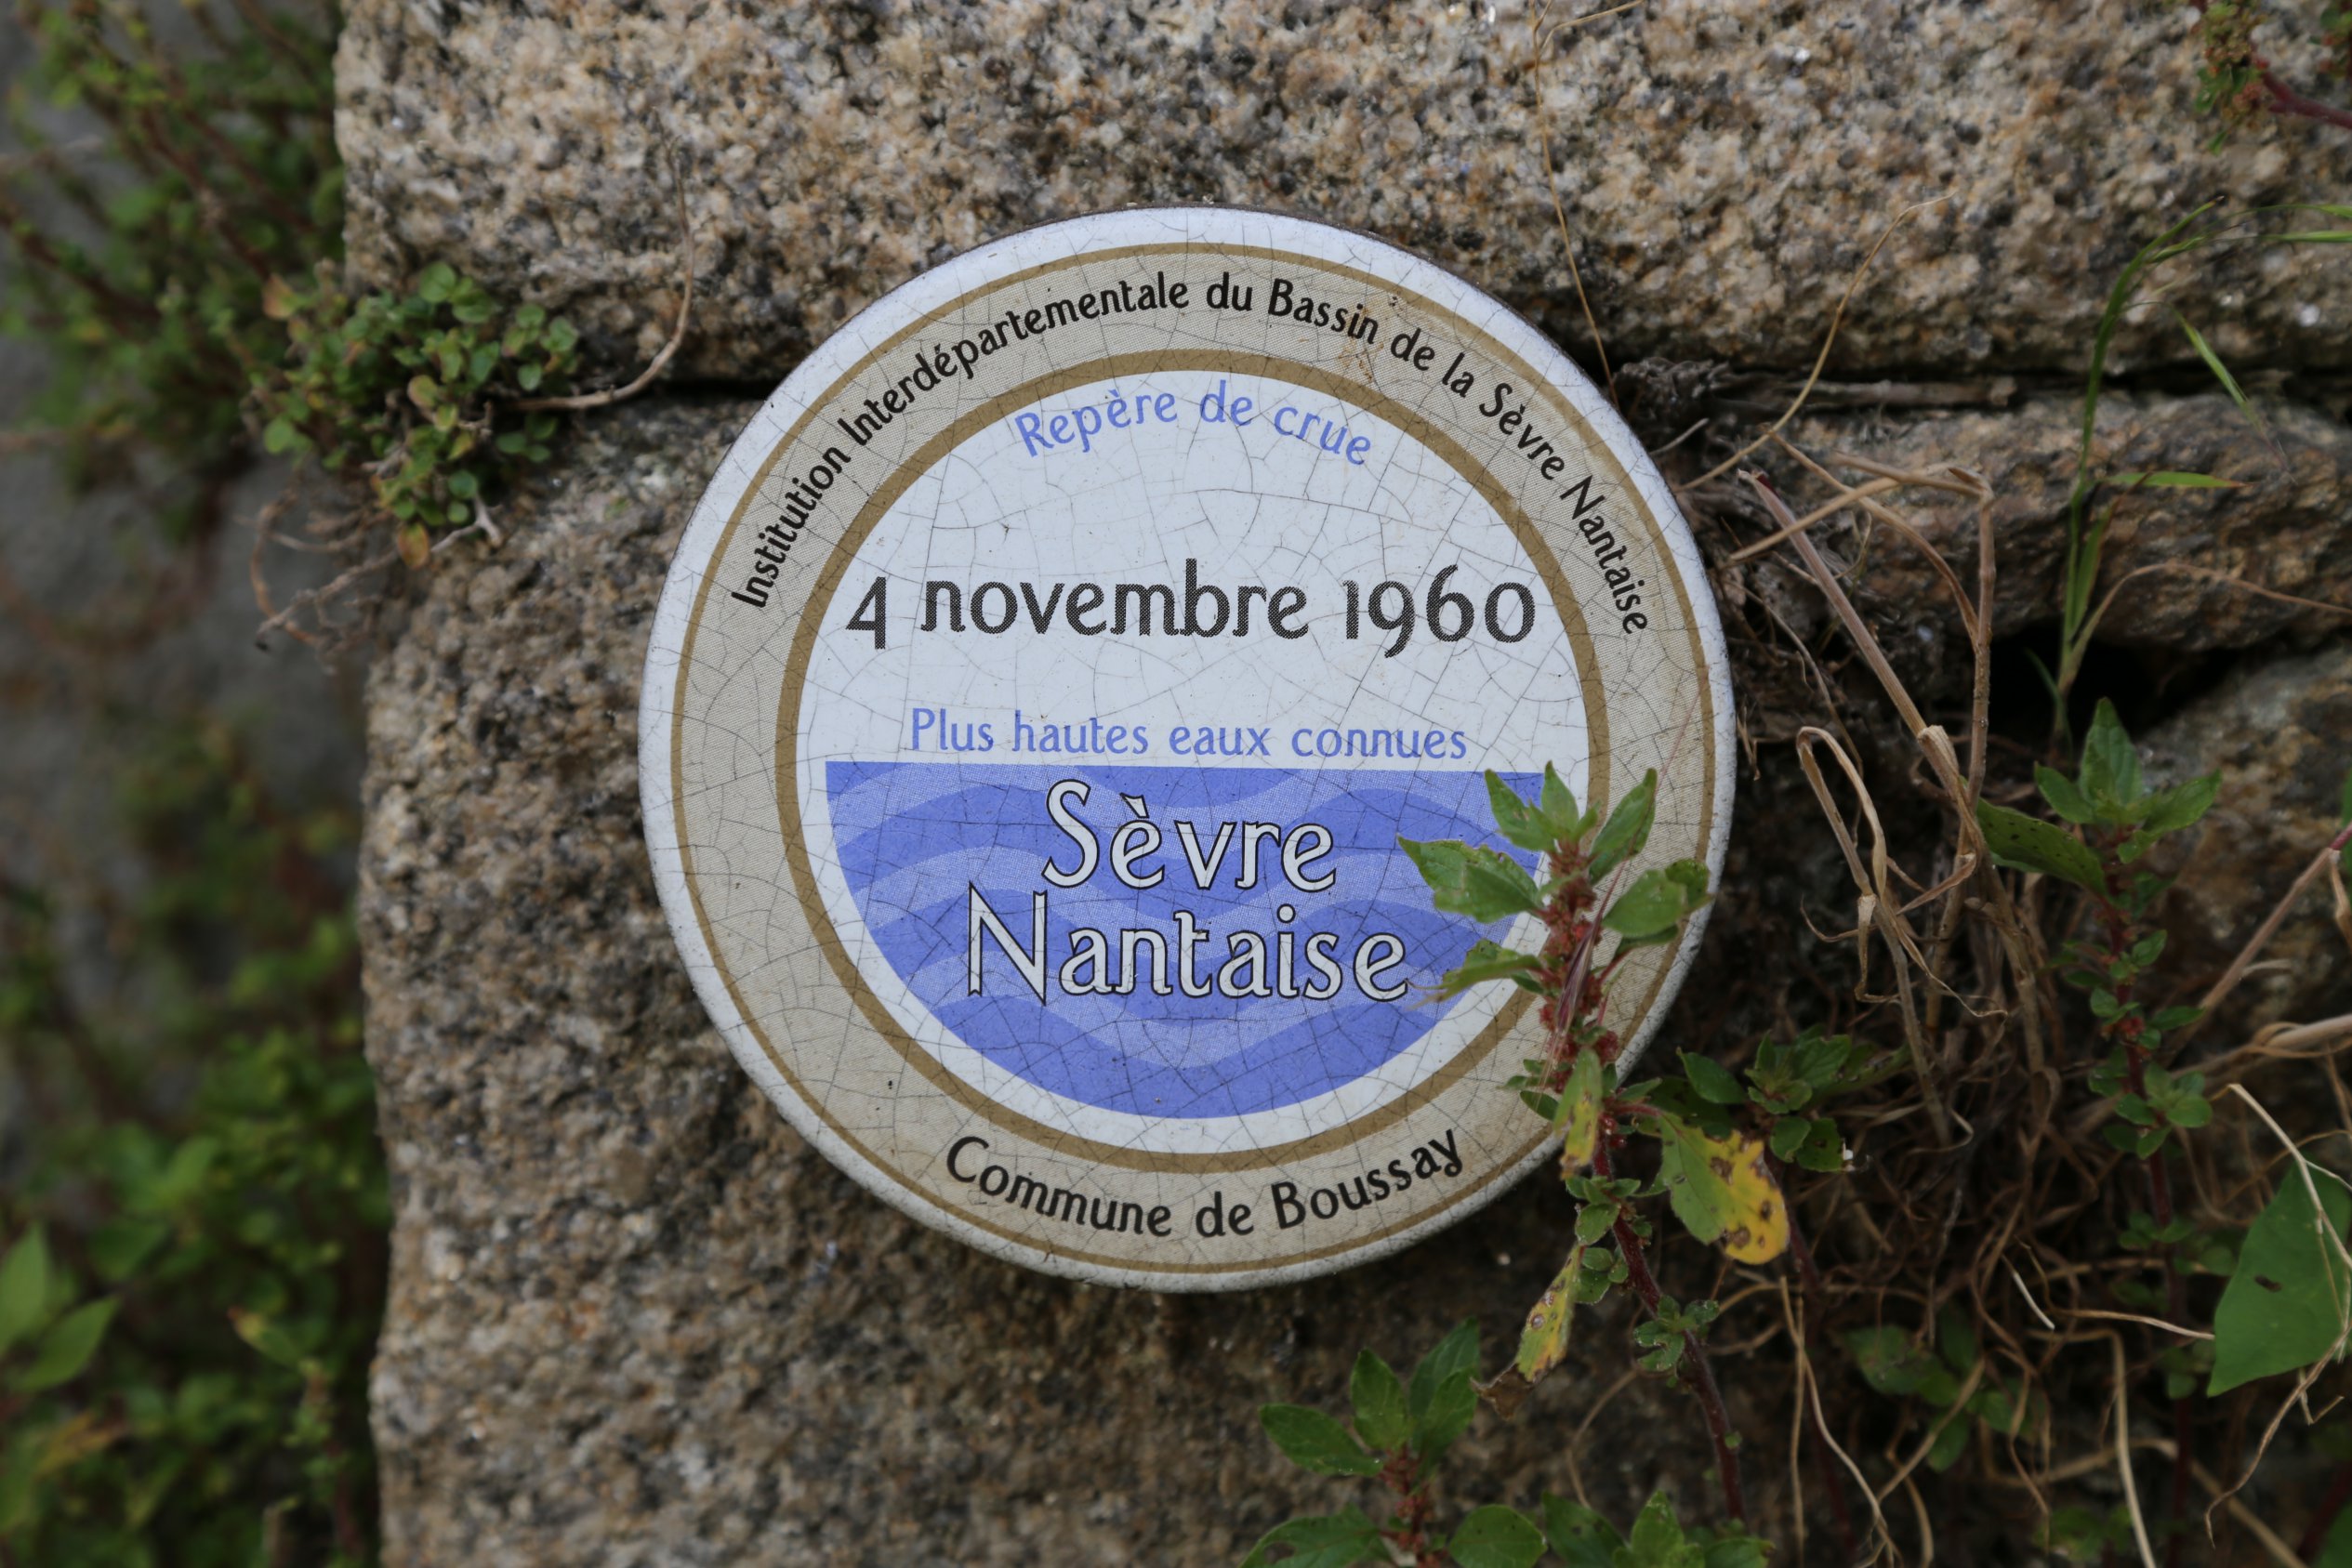 Institution Interdépartementale du Bassin de la Sèvre Nantaise
Repère de crue
4 novembre 1960
Plus hautes eaux connues
Sèvre
Nantaise
Commune de Boussay